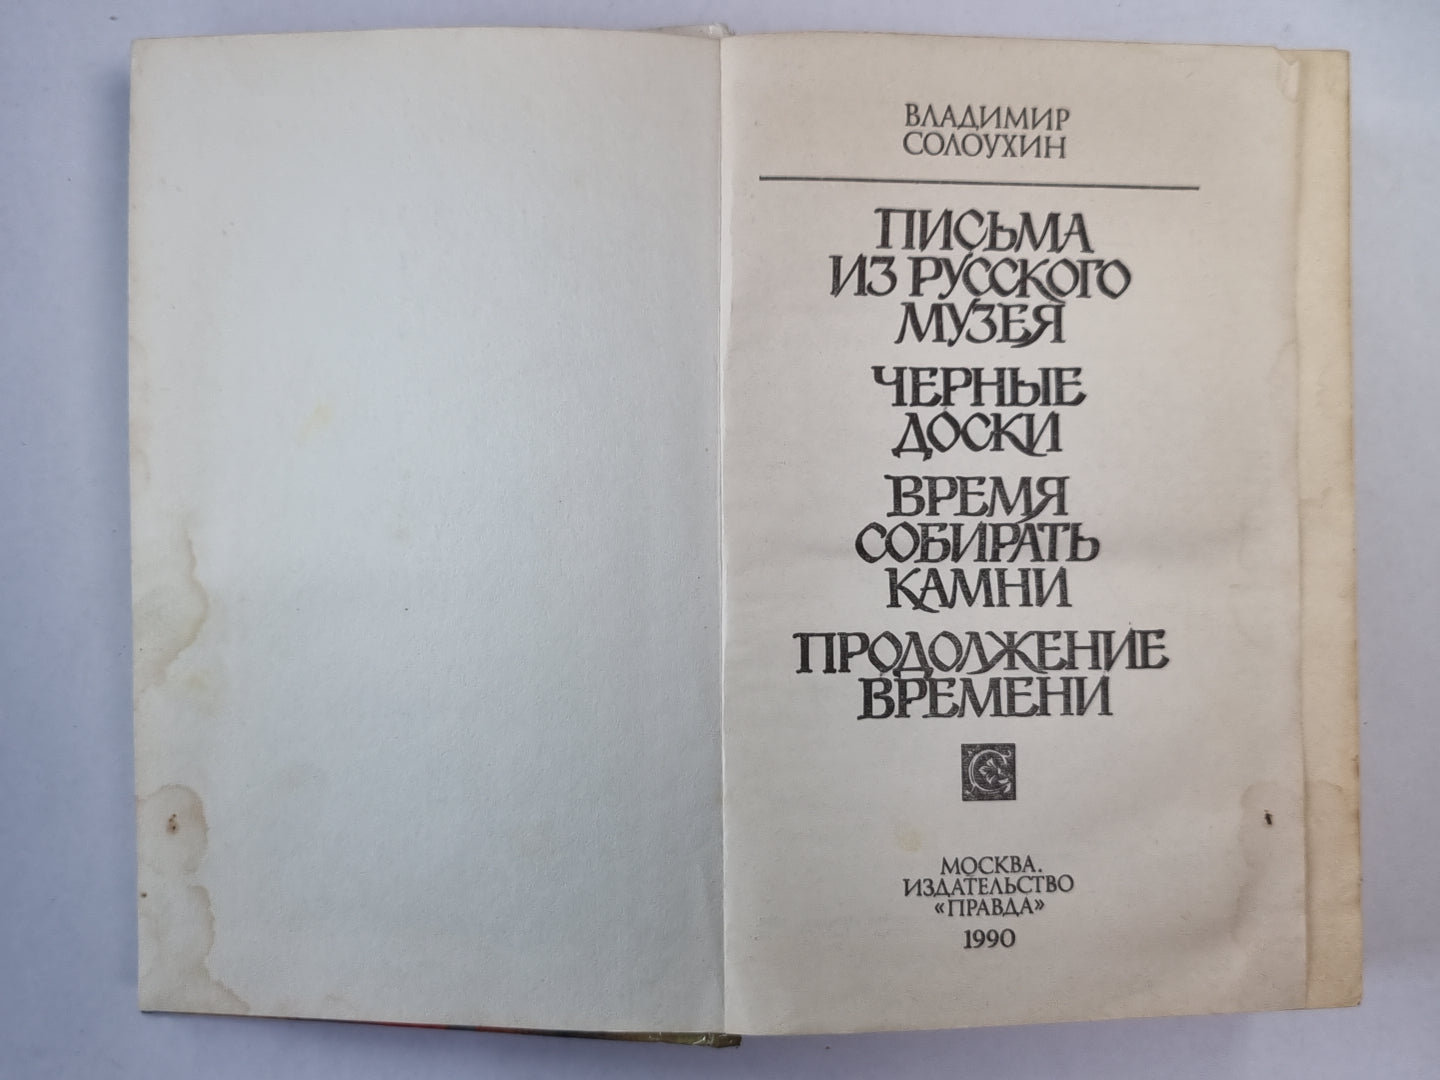 ВЛАДИМИР
СОЛОУХИН
ПИСЬМА
ИЗ РУССКОГО
МУЗЕЯ
ЧЕРНЫЕ
ДОСКИ
ВРЕМЯ
СОБИРАТЬ
КАМНИ
ПРОДОЛЖЕНИЕ
ВРЕМЕНИ
МОСКВА.
ИЗДАТЕЛЬСТВО
«ПРАВДА»
1990